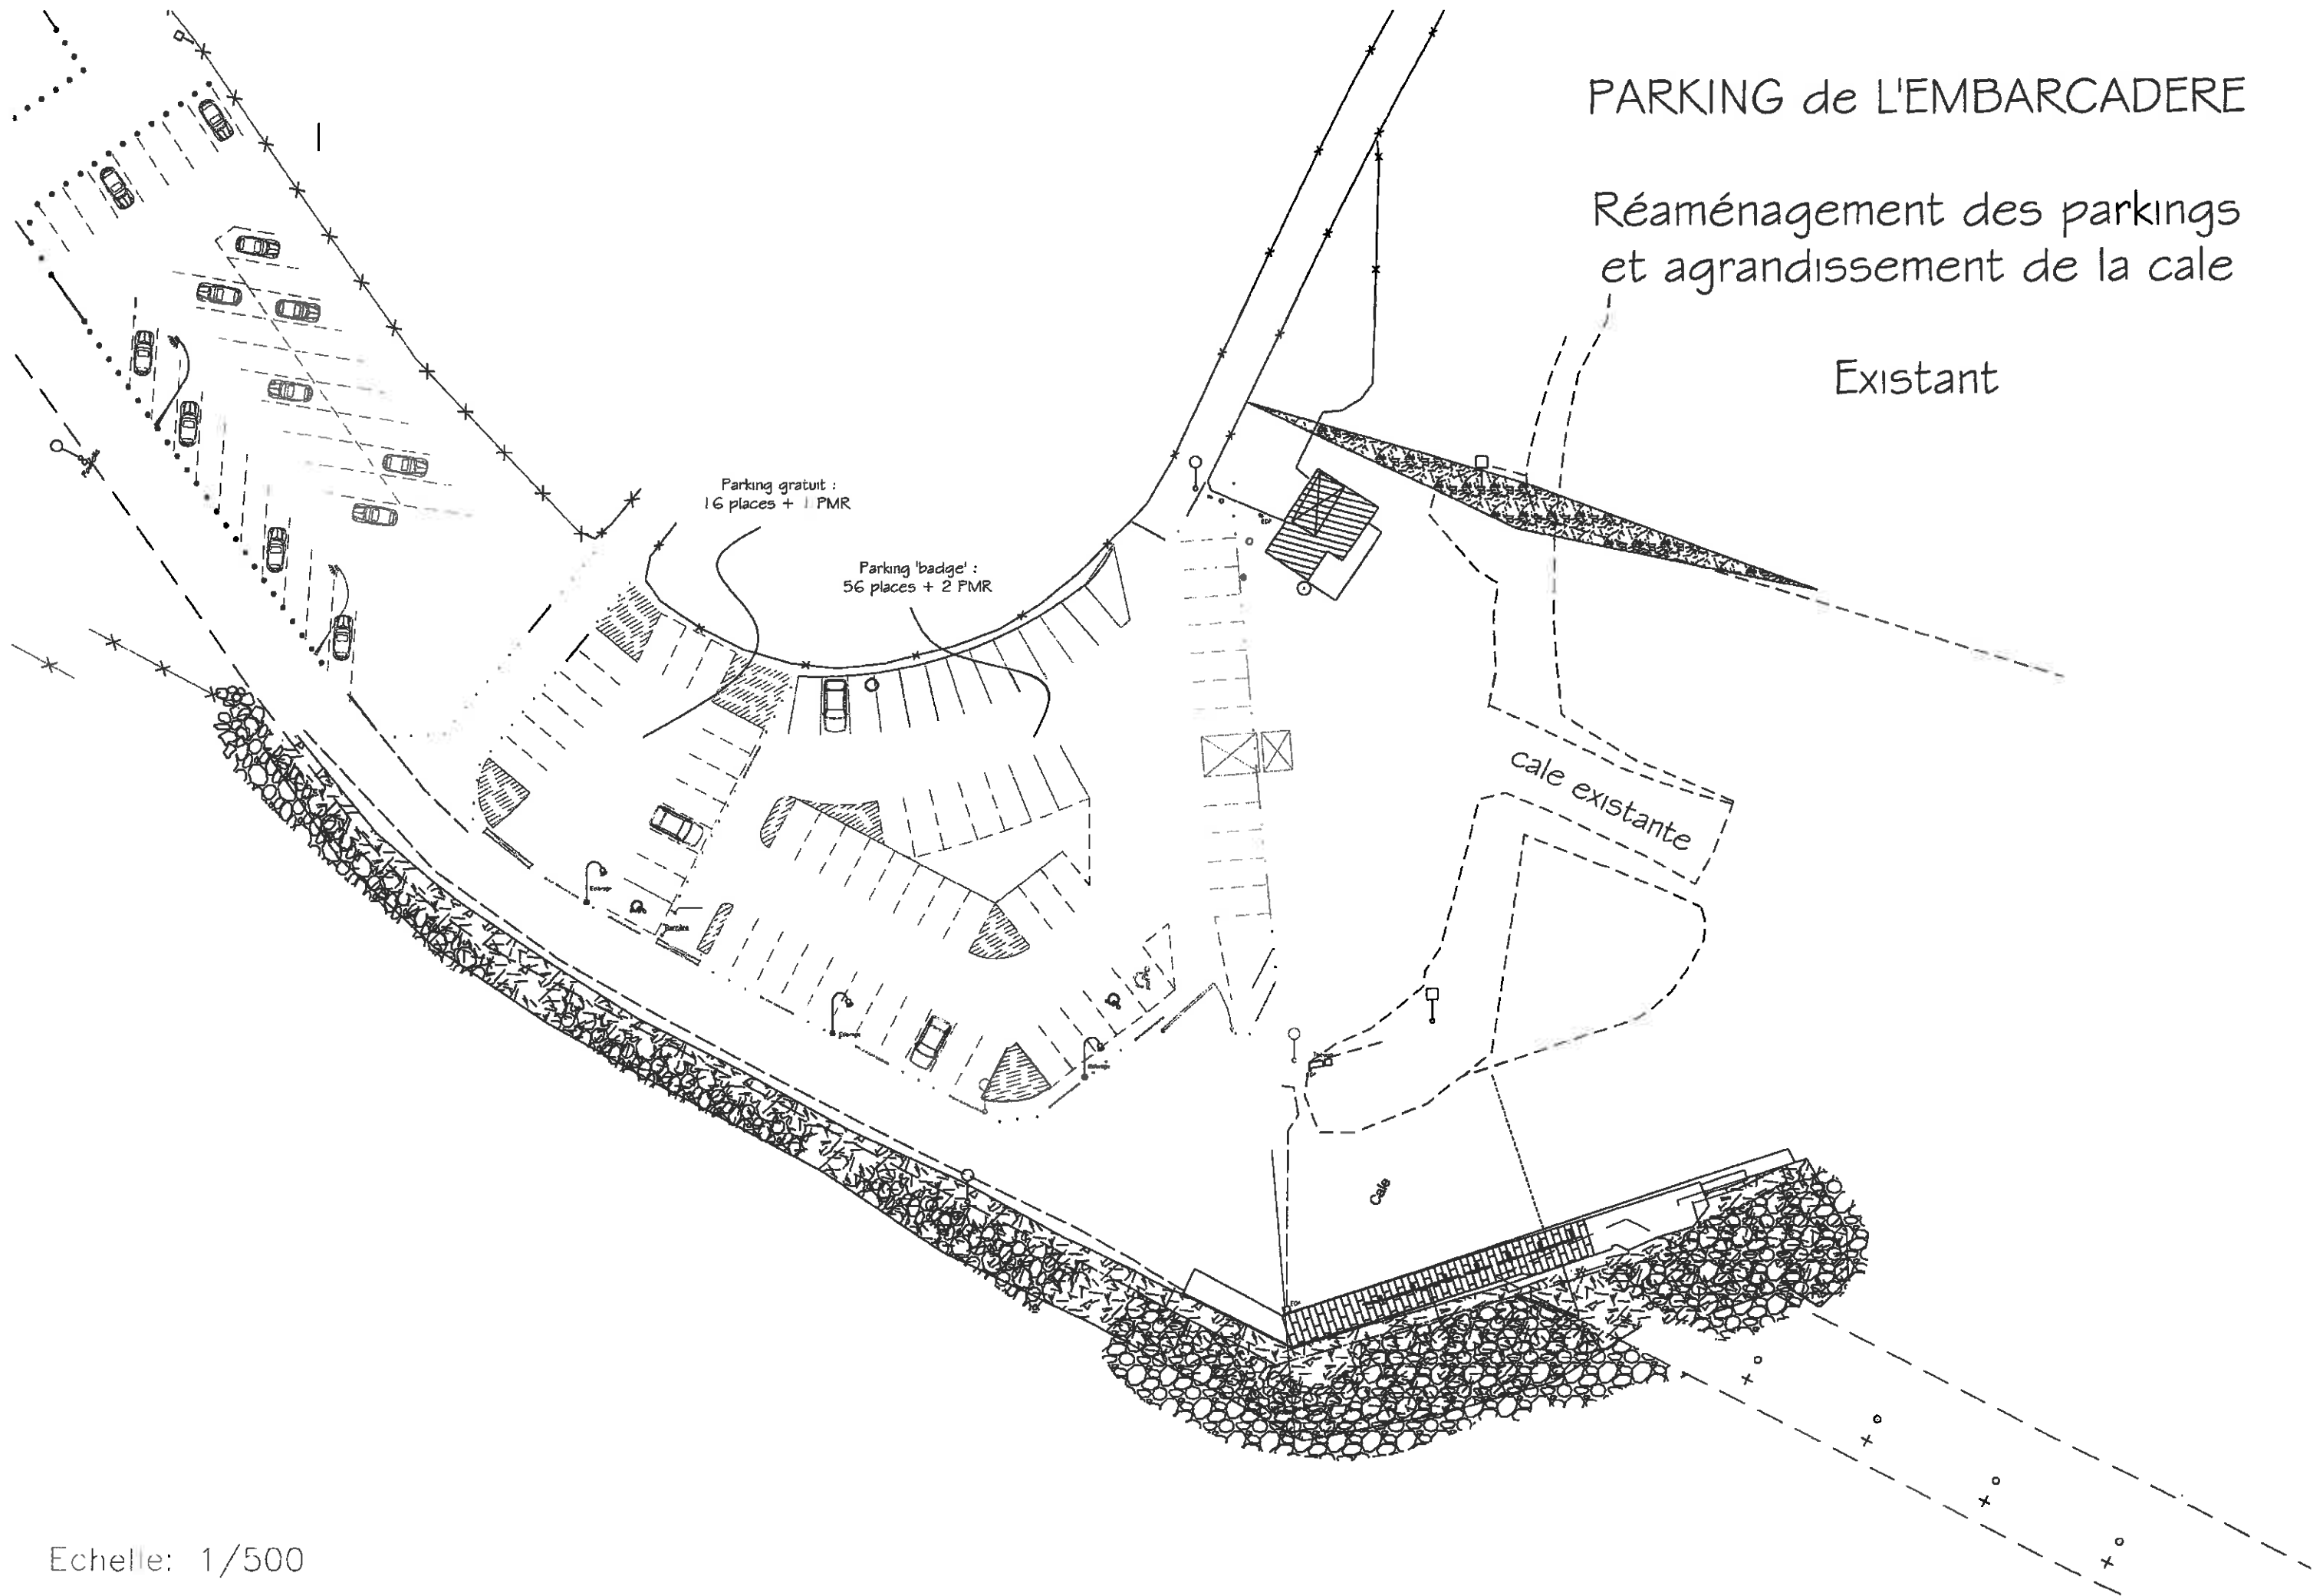 PARKING de L'EMBARCADERE
Réaménagement des parkings
et agrandissement de la cale
Existant
Parking gratuit :
16 places + 1 PMR
Parking 'badge' :
56 places + 2 PMR
cale existante
Cale
Echelle: 1/500